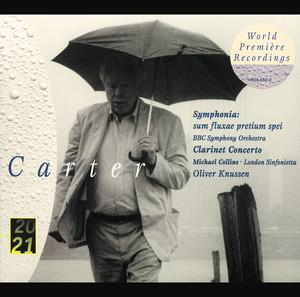 World
Première
Recordings
Symphonia:
sum fluxae pretium spei
BBC Symphony Orchestra
Clarinet Concerto
Michael Collins · London Sinfonietta
Oliver Knussen
Carter
20
21